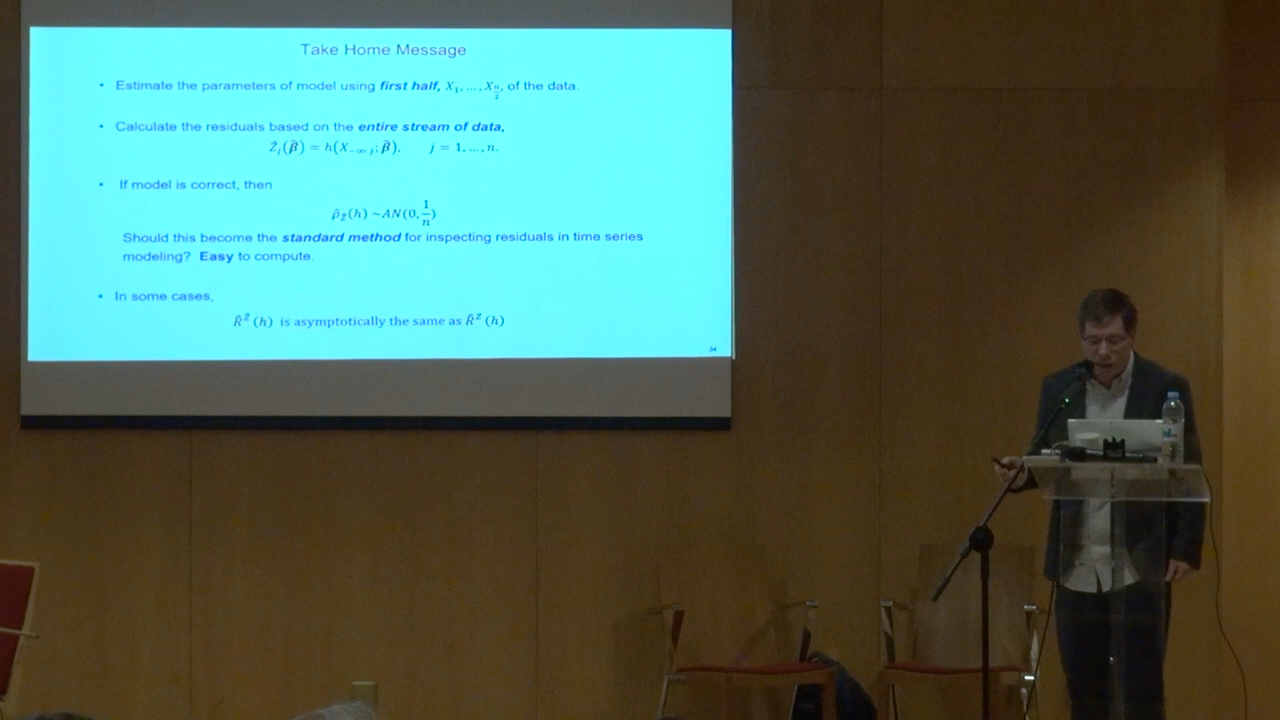 Take Home Message
• Estimate the parameters of model using first half, X₁, …, X_{n/2}, of the data.
• Calculate the residuals based on the entire stream of data,
Ẑⱼ(β̂) = h(X₋∞:ⱼ; β̂), j = 1, …, n.
• If model is correct, then
ρ̂_Ẑ(h) ~AN(0, 1/n)
Should this become the standard method for inspecting residuals in time series
modeling? Easy to compute.
• In some cases,
R̂^Ẑ (h) is asymptotically the same as R̂^Z (h)
34